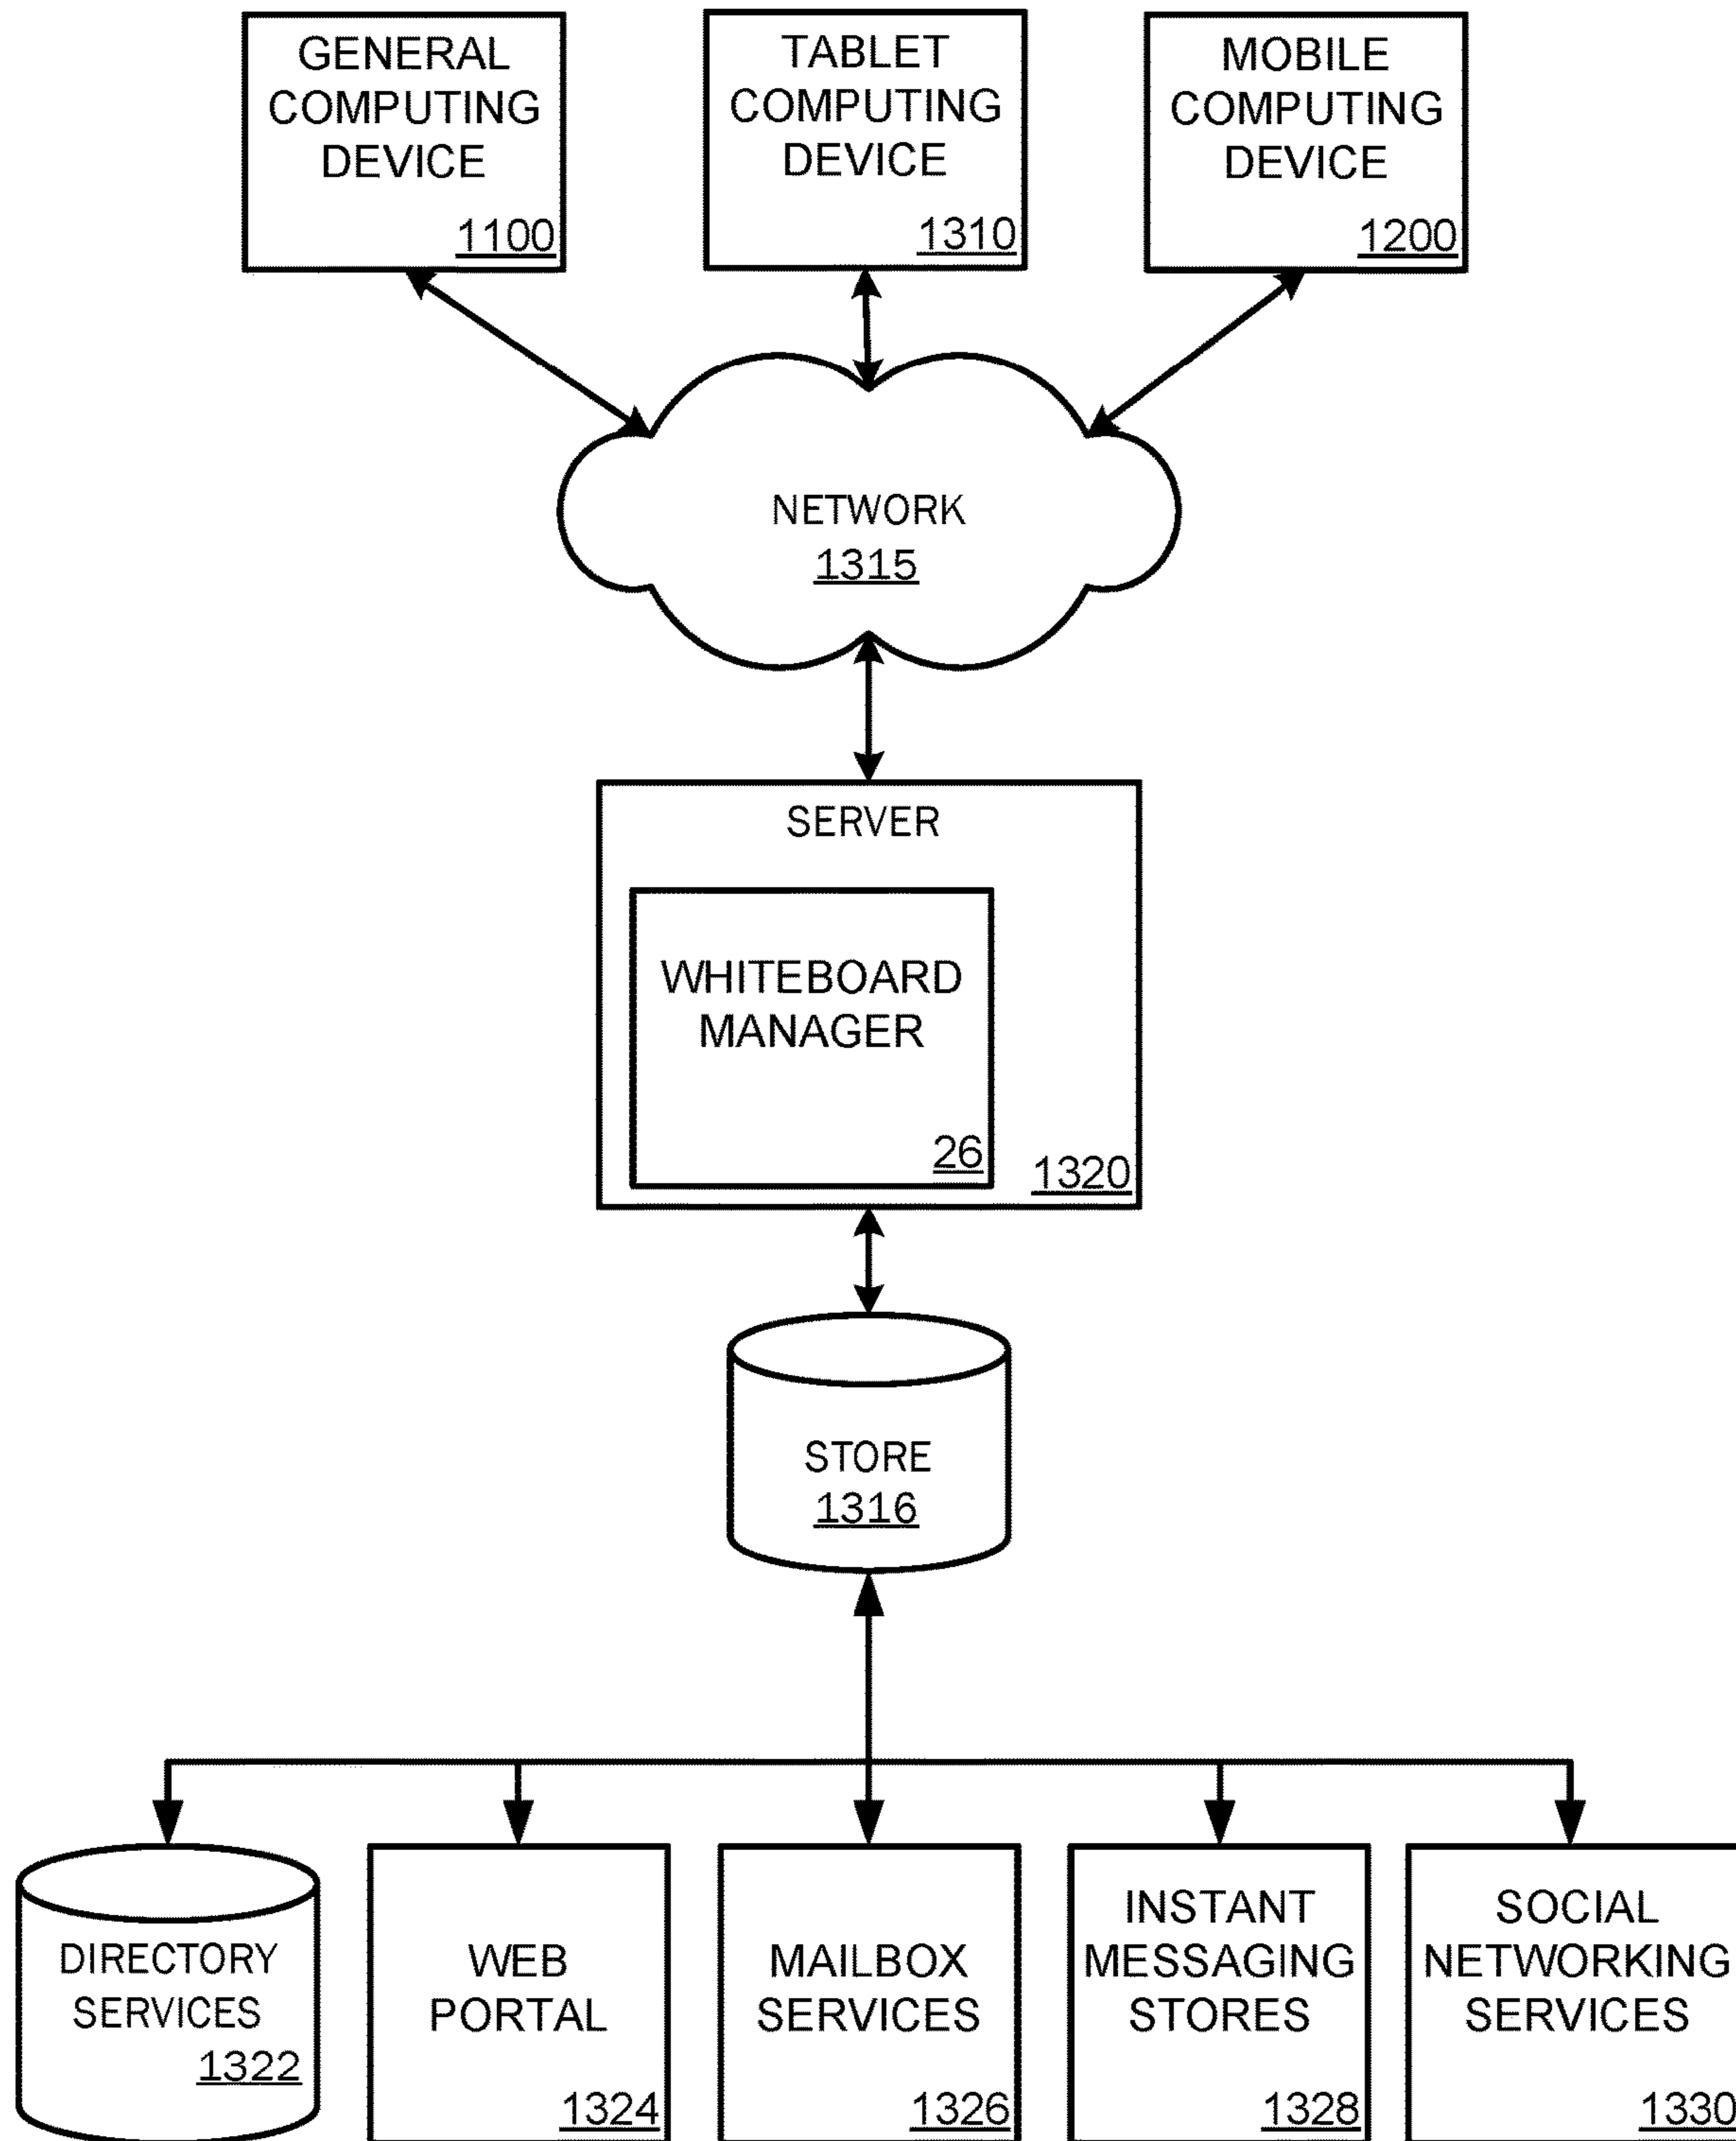 GENERAL
COMPUTING
DEVICE
1100
TABLET
COMPUTING
DEVICE
1310
MOBILE
COMPUTING
DEVICE
1200
NETWORK
1315
SERVER
WHITEBOARD
MANAGER
26
1320
STORE
1316
DIRECTORY
SERVICES
1322
WEB
PORTAL
1324
MAILBOX
SERVICES
1326
INSTANT
MESSAGING
STORES
1328
SOCIAL
NETWORKING
SERVICES
1330